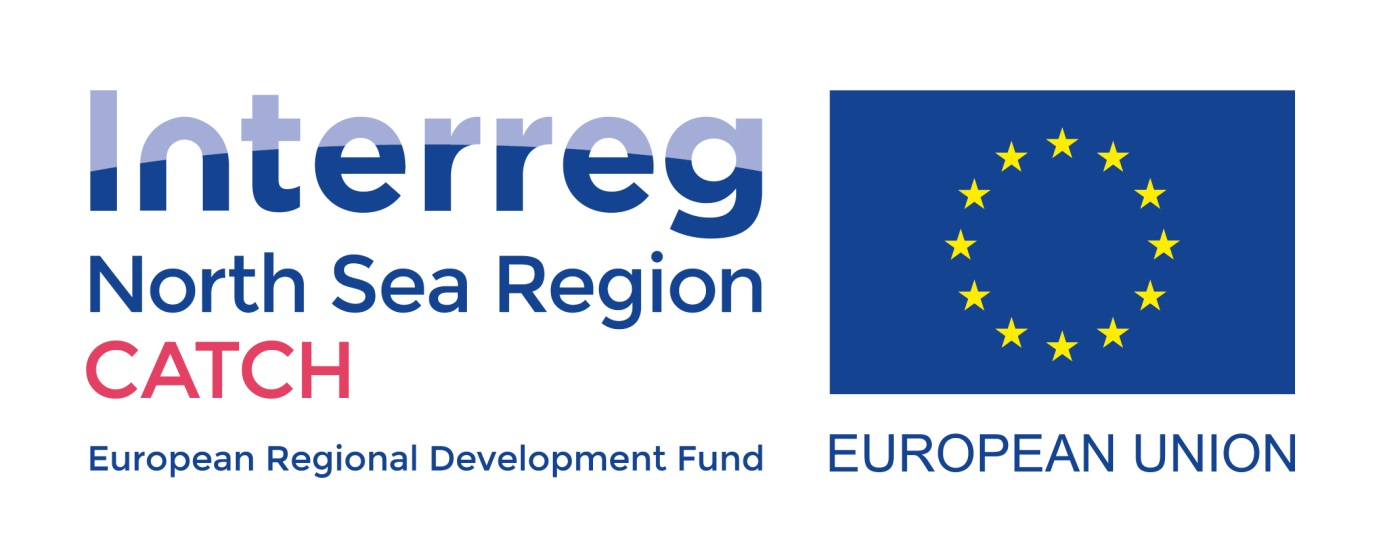 Interreg
North Sea Region
CATCH
European Regional Development Fund
EUROPEAN UNION